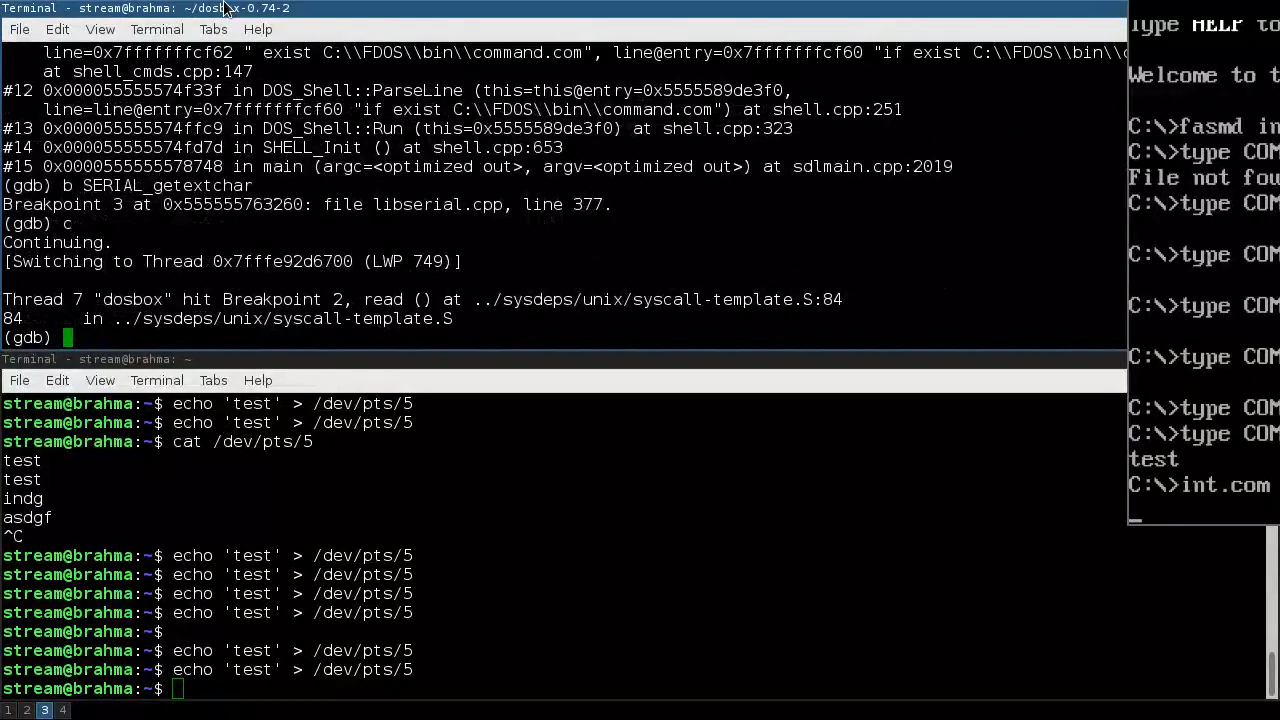 Terminal - stream@brahma: ~/dosbox-0.74-2
File Edit View Terminal Tabs Help
line=0x7fffffffcf62 " exist C:\\FDOS\\bin\\command.com", line@entry=0x7fffffffcf60 "if exist C:\\FDOS\\bin\\c
at shell_cmds.cpp:147
#12 0x000055555574f33f in DOS_Shell::ParseLine (this=this@entry=0x5555589de3f0,
line=line@entry=0x7fffffffcf60 "if exist C:\\FDOS\\bin\\command.com") at shell.cpp:251
#13 0x000055555574ffc9 in DOS_Shell::Run (this=0x5555589de3f0) at shell.cpp:323
#14 0x000055555574fd7d in SHELL_Init () at shell.cpp:653
#15 0x0000555555578748 in main (argc=<optimized out>, argv=<optimized out>) at sdlmain.cpp:2019
(gdb) b SERIAL_getextchar
Breakpoint 3 at 0x555555763260: file libserial.cpp, line 377.
(gdb) c
Continuing.
[Switching to Thread 0x7fffe92d6700 (LWP 749)]
Thread 7 "dosbox" hit Breakpoint 2, read () at ../sysdeps/unix/syscall-template.S:84
84 in ../sysdeps/unix/syscall-template.S
(gdb)
Terminal - stream@brahma: ~
File Edit View Terminal Tabs Help
stream@brahma:~$ echo 'test' > /dev/pts/5
stream@brahma:~$ echo 'test' > /dev/pts/5
stream@brahma:~$ cat /dev/pts/5
test
test
indg
asdgf
^C
stream@brahma:~$ echo 'test' > /dev/pts/5
stream@brahma:~$ echo 'test' > /dev/pts/5
stream@brahma:~$ echo 'test' > /dev/pts/5
stream@brahma:~$ echo 'test' > /dev/pts/5
stream@brahma:~$
stream@brahma:~$ echo 'test' > /dev/pts/5
stream@brahma:~$ echo 'test' > /dev/pts/5
stream@brahma:~$
1 2 3 4
Type HELP to
Welcome to t
C:\>fasmd in
C:\>type COM
File not fou
C:\>type COM
C:\>type COM
C:\>type COM
C:\>type COM
C:\>type COM
C:\>type COM
test
C:\>int.com